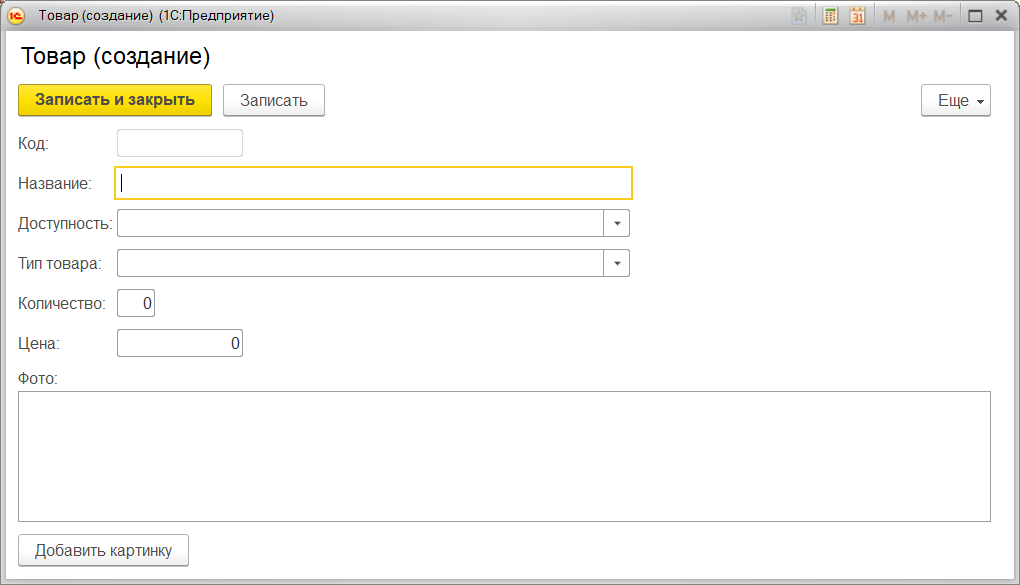 Товар (создание) (1С:Предприятие)
31 M M+ M-
Товар (создание)
Записать и закрыть Записать Еще
Код:
Название:
Доступность:
Тип товара:
Количество: 0
Цена: 0
Фото:
Добавить картинку